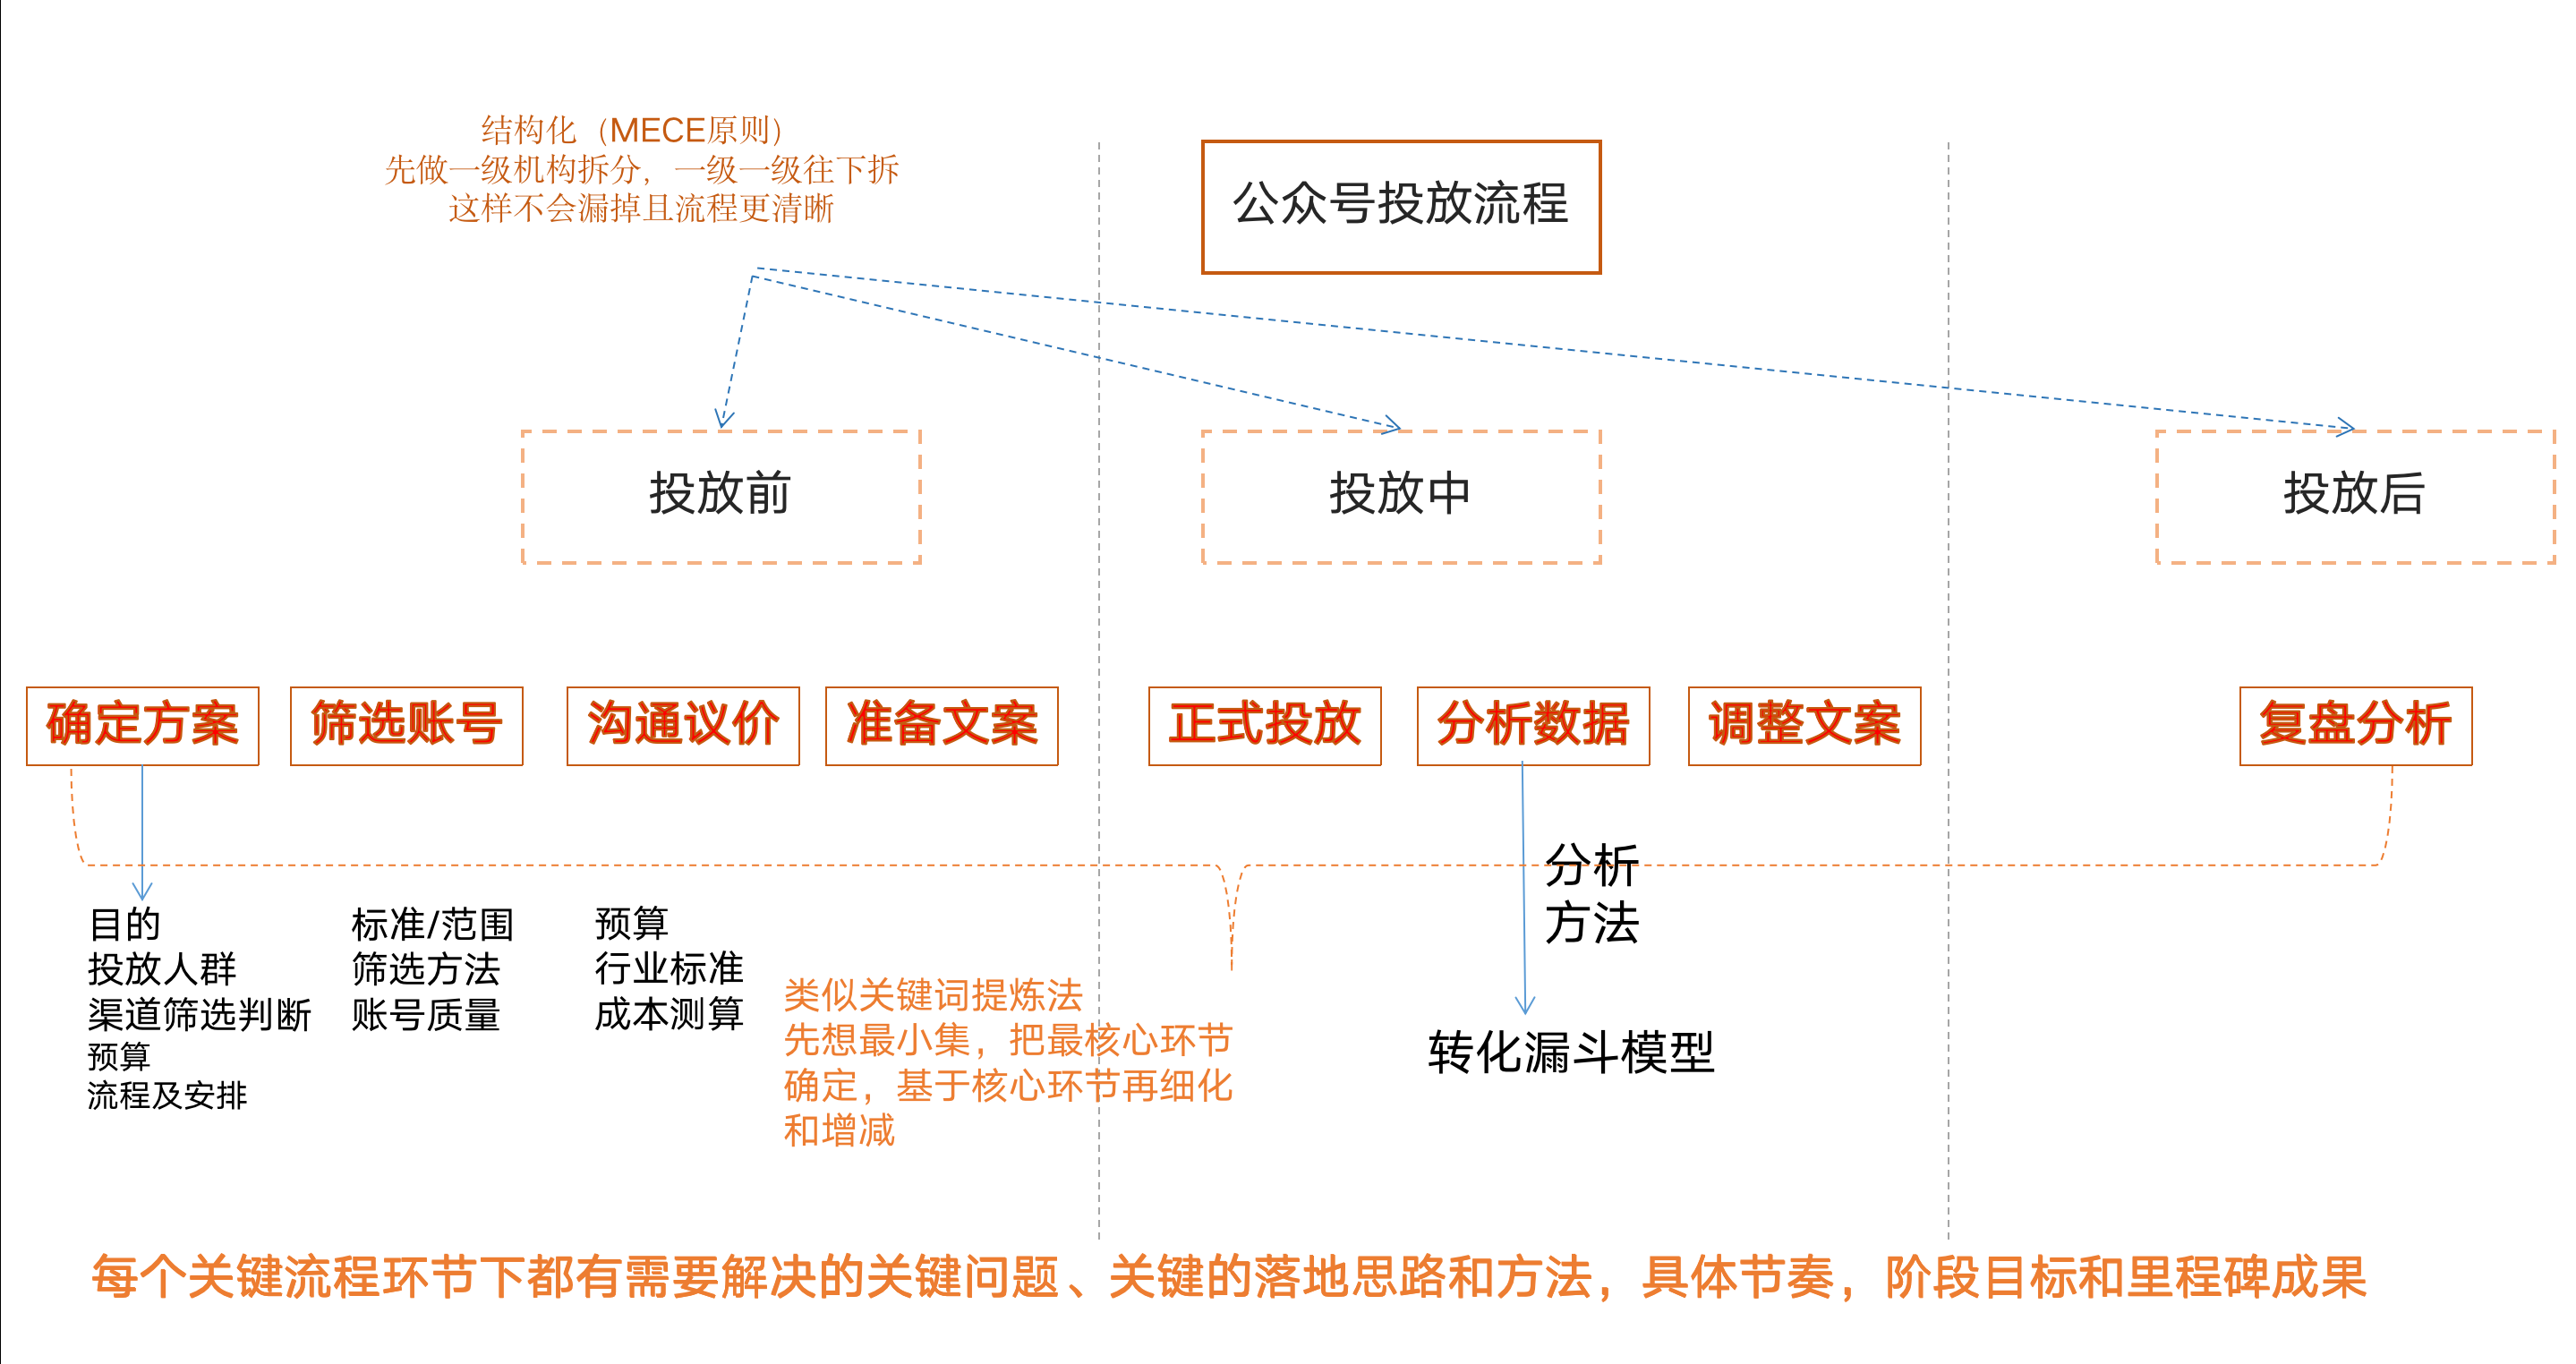 结构化（MECE原则）
先做一级机构拆分，一级一级往下拆
这样不会漏掉且流程更清晰
公众号投放流程
投放前
投放中
投放后
确定方案
筛选账号
沟通议价
准备文案
正式投放
分析数据
调整文案
复盘分析
目的
投放人群
渠道筛选判断
预算
流程及安排
标准/范围
筛选方法
账号质量
预算
行业标准
成本测算
类似关键词提炼法
先想最小集，把最核心环节
确定，基于核心环节再细化
和增减
分析
方法
转化漏斗模型
每个关键流程环节下都有需要解决的关键问题、关键的落地思路和方法，具体节奏，阶段目标和里程碑成果